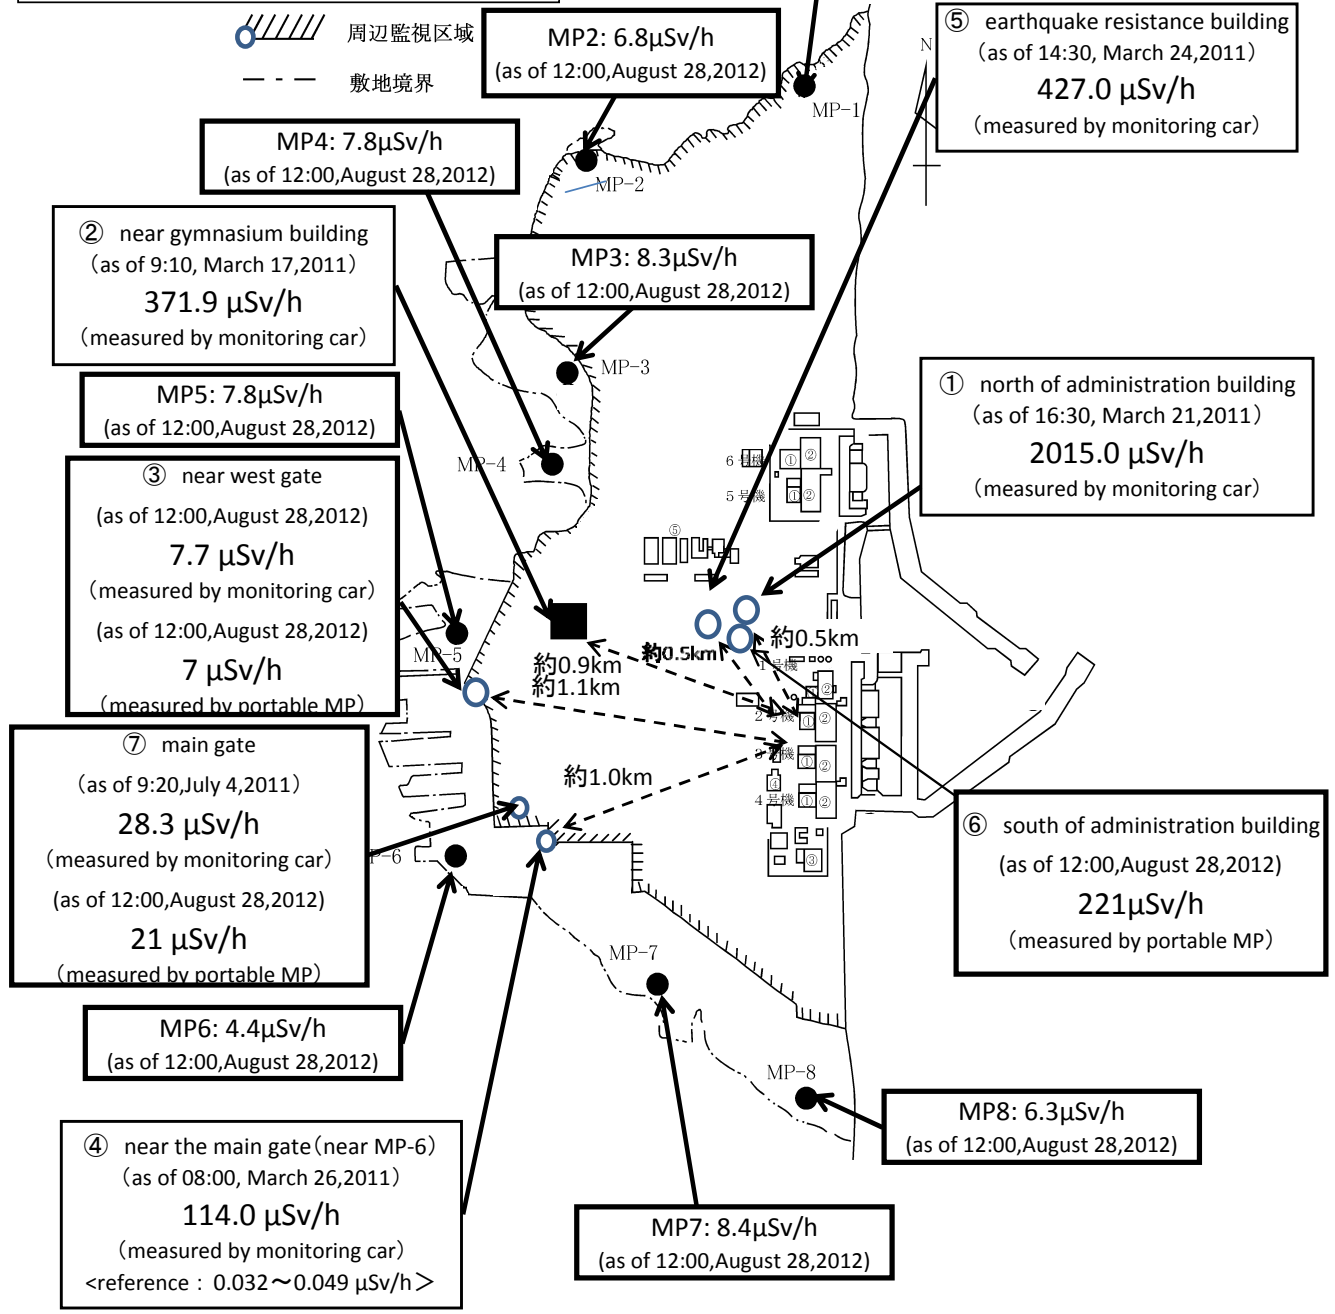 周辺監視区域
敷地境界
MP2: 6.8μSv/h
(as of 12:00,August 28,2012)
⑤ earthquake resistance building
(as of 14:30, March 24,2011)
427.0 μSv/h
(measured by monitoring car)
N
MP-1
MP4: 7.8μSv/h
(as of 12:00,August 28,2012)
MP-2
② near gymnasium building
(as of 9:10, March 17,2011)
371.9 μSv/h
(measured by monitoring car)
MP3: 8.3μSv/h
(as of 12:00,August 28,2012)
MP-3
① north of administration building
(as of 16:30, March 21,2011)
2015.0 μSv/h
(measured by monitoring car)
MP5: 7.8μSv/h
(as of 12:00,August 28,2012)
MP-4
6号機
① ②
5号機
① ②
⑤
③ near west gate
(as of 12:00,August 28,2012)
7.7 μSv/h
(measured by monitoring car)
(as of 12:00,August 28,2012)
7 μSv/h
(measured by portable MP)
MP-5
約0.9km
約1.1km
約0.5km
約0.5km
1号機
②
2号機
① ②
3号機
① ②
④
4号機
① ②
③
約1.0km
⑦ main gate
(as of 9:20,July 4,2011)
28.3 μSv/h
(measured by monitoring car)
(as of 12:00,August 28,2012)
21 μSv/h
(measured by portable MP)
P-6
⑥ south of administration building
(as of 12:00,August 28,2012)
221μSv/h
(measured by portable MP)
MP-7
MP6: 4.4μSv/h
(as of 12:00,August 28,2012)
MP-8
MP8: 6.3μSv/h
(as of 12:00,August 28,2012)
④ near the main gate(near MP-6)
(as of 08:00, March 26,2011)
114.0 μSv/h
(measured by monitoring car)
<reference : 0.032～0.049 μSv/h>
MP7: 8.4μSv/h
(as of 12:00,August 28,2012)